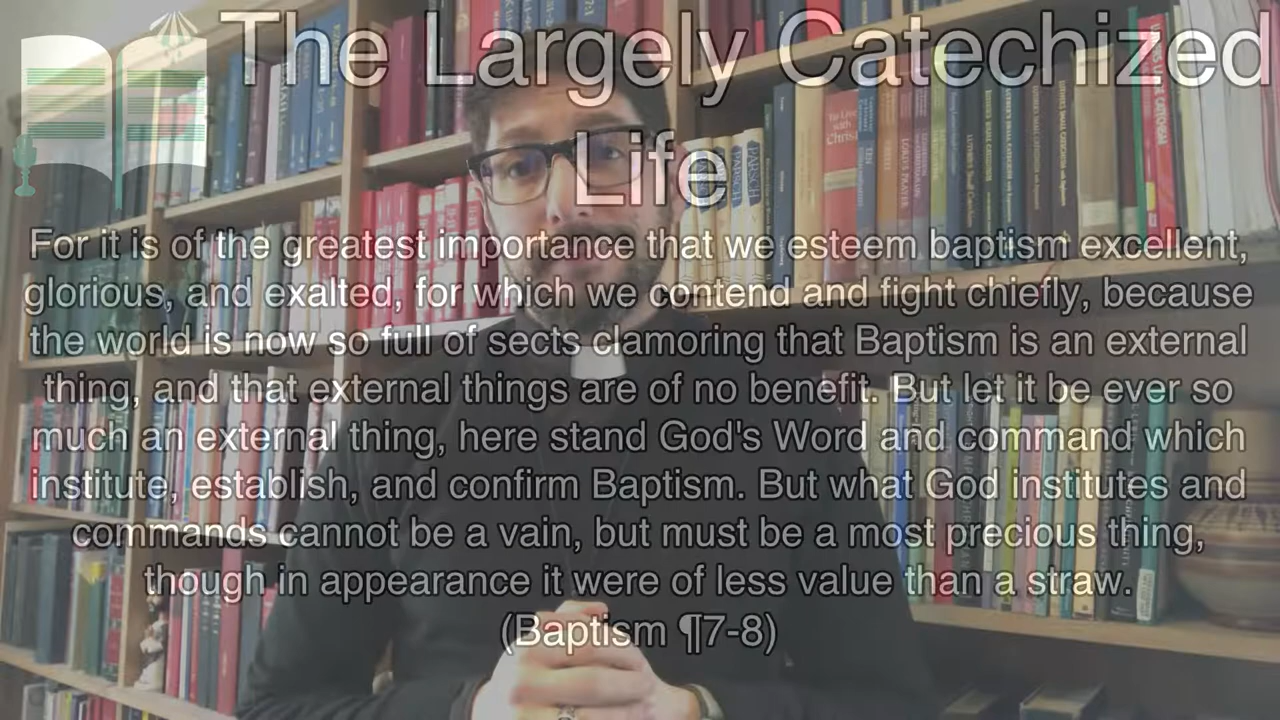 The Largely Catechized
Life
For it is of the greatest importance that we esteem baptism excellent,
glorious, and exalted, for which we contend and fight chiefly, because
the world is now so full of sects clamoring that Baptism is an external
thing, and that external things are of no benefit. But let it be ever so
much an external thing, here stand God's Word and command which
institute, establish, and confirm Baptism. But what God institutes and
commands cannot be a vain, but must be a most precious thing,
though in appearance it were of less value than a straw.
(Baptism ¶7-8)